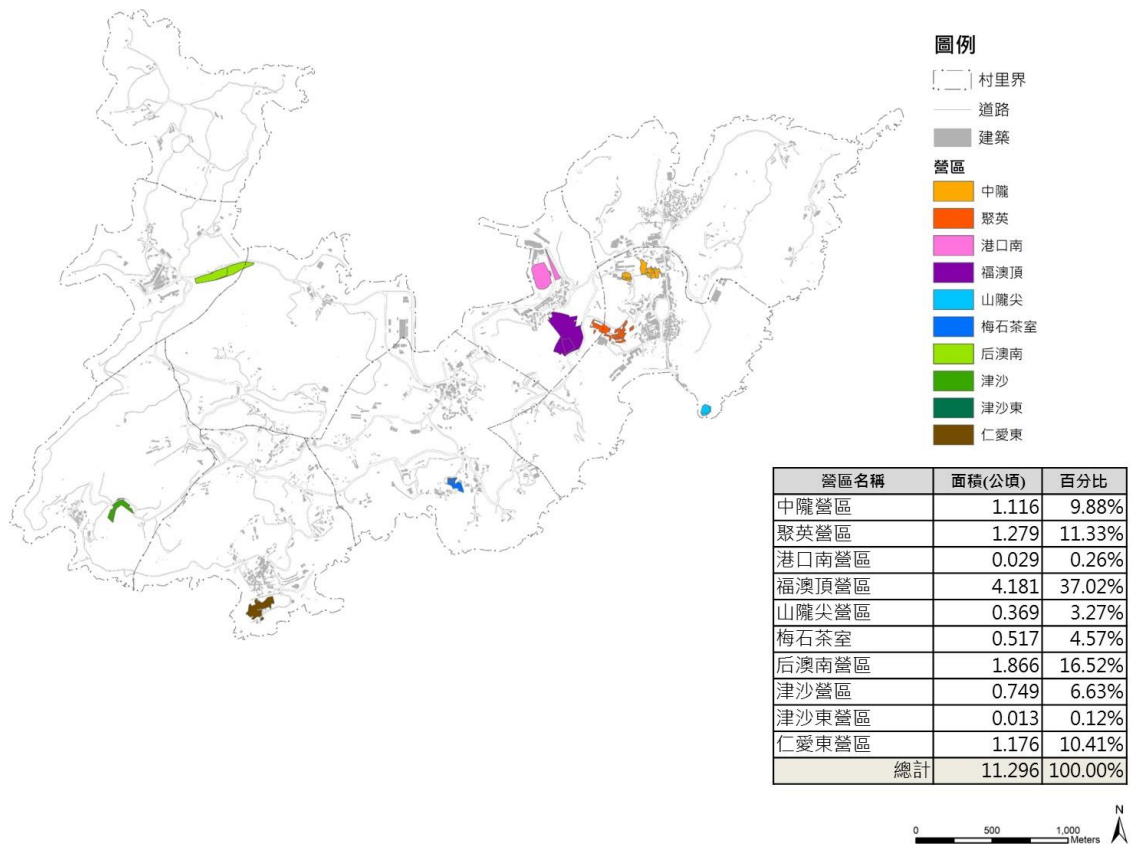 圖例
村里界
道路
建築
營區
中隴
聚英
港口南
福澳頂
山隴尖
梅石茶室
后澳南
津沙
津沙東
仁愛東
營區名稱 面積(公頃) 百分比
中隴營區 1.116 9.88%
聚英營區 1.279 11.33%
港口南營區 0.029 0.26%
福澳頂營區 4.181 37.02%
山隴尖營區 0.369 3.27%
梅石茶室 0.517 4.57%
后澳南營區 1.866 16.52%
津沙營區 0.749 6.63%
津沙東營區 0.013 0.12%
仁愛東營區 1.176 10.41%
總計 11.296 100.00%
N
0 500 1,000
Meters